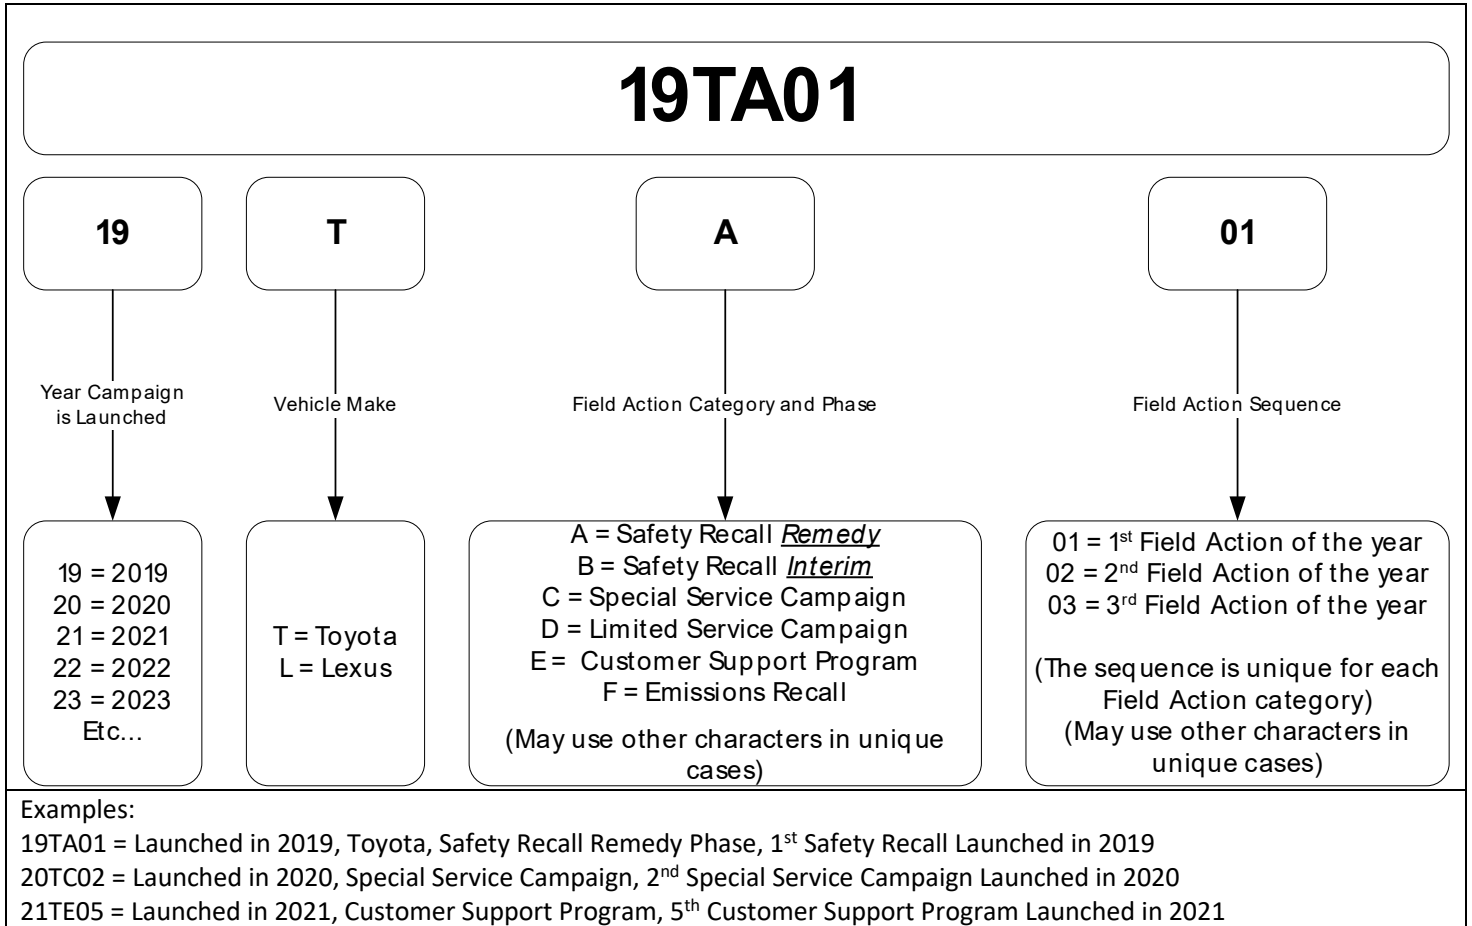 19TA01
19
T
A
01
Year Campaign
is Launched
Vehicle Make
Field Action Category and Phase
Field Action Sequence
19 = 2019
20 = 2020
21 = 2021
22 = 2022
23 = 2023
Etc...
T = Toyota
L = Lexus
A = Safety Recall Remedy
B = Safety Recall Interim
C = Special Service Campaign
D = Limited Service Campaign
E = Customer Support Program
F = Emissions Recall
(May use other characters in unique
cases)
01 = 1st Field Action of the year
02 = 2nd Field Action of the year
03 = 3rd Field Action of the year
(The sequence is unique for each
Field Action category)
(May use other characters in
unique cases)
Examples:
19TA01 = Launched in 2019, Toyota, Safety Recall Remedy Phase, 1st Safety Recall Launched in 2019
20TC02 = Launched in 2020, Special Service Campaign, 2nd Special Service Campaign Launched in 2020
21TE05 = Launched in 2021, Customer Support Program, 5th Customer Support Program Launched in 2021